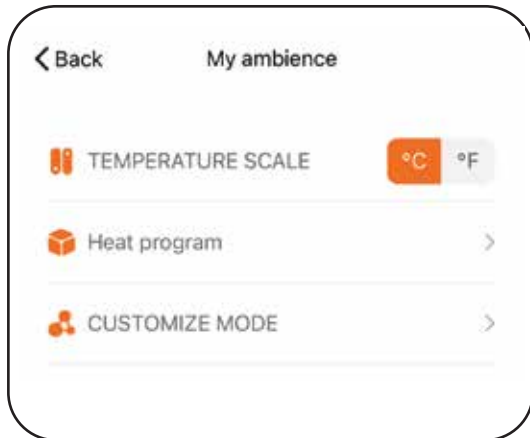 Back My ambience
TEMPERATURE SCALE °C °F
Heat program
CUSTOMIZE MODE